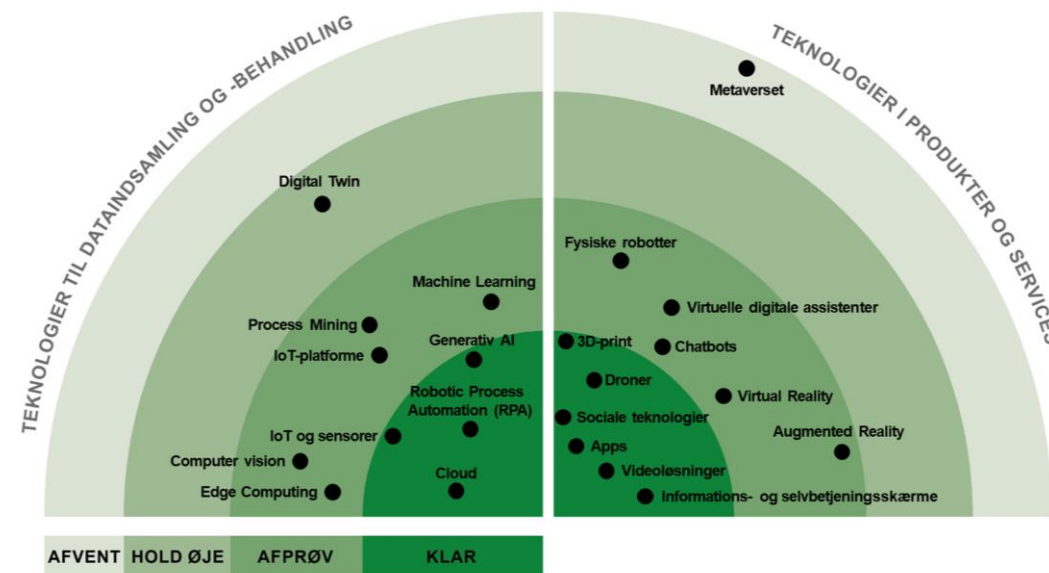 TEKNOLOGIER TIL DATAINDSAMLING OG -BEHANDLING
Digital Twin
Machine Learning
Process Mining
Generativ AI
IoT-platforme
Robotic Process
Automation (RPA)
IoT og sensorer
Computer vision
Cloud
Edge Computing
TEKNOLOGIER I PRODUKTER OG SERVICES
Metaverset
Fysiske robotter
Virtuelle digitale assistenter
3D-print
Chatbots
Droner
Virtual Reality
Sociale teknologier
Augmented Reality
Apps
Videoløsninger
Informations- og selvbetjeningsskærme
AFVENT
HOLD ØJE
AFPRØV
KLAR